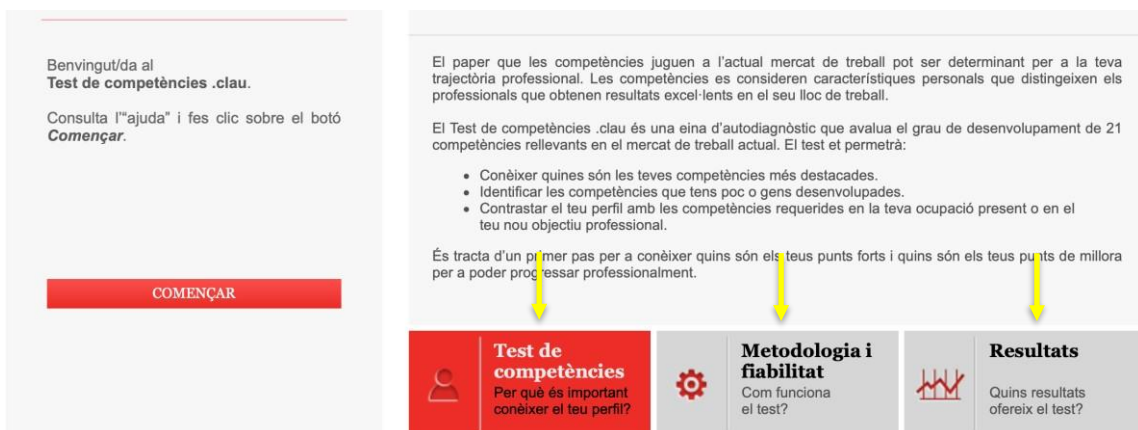 Benvingut/da al
Test de competències .clau.
Consulta l'“ajuda” i fes clic sobre el botó
Començar.
COMENÇAR
El paper que les competències juguen a l'actual mercat de treball pot ser determinant per a la teva
trajectòria professional. Les competències es consideren característiques personals que distingeixen els
professionals que obtenen resultats excel·lents en el seu lloc de treball.
El Test de competències .clau és una eina d'autodiagnòstic que avalua el grau de desenvolupament de 21
competències rellevants en el mercat de treball actual. El test et permetrà:
• Conèixer quines són les teves competències més destacades.
• Identificar les competències que tens poc o gens desenvolupades.
• Contrastar el teu perfil amb les competències requerides en la teva ocupació present o en el
teu nou objectiu professional.
És tracta d'un primer pas per a conèixer quins són els teus punts forts i quins són els teus punts de millora
per a poder progressar professionalment.
Test de
competències
Per què és important
conèixer el teu perfil?
Metodologia i
fiabilitat
Com funciona
el test?
Resultats
Quins resultats
ofereix el test?